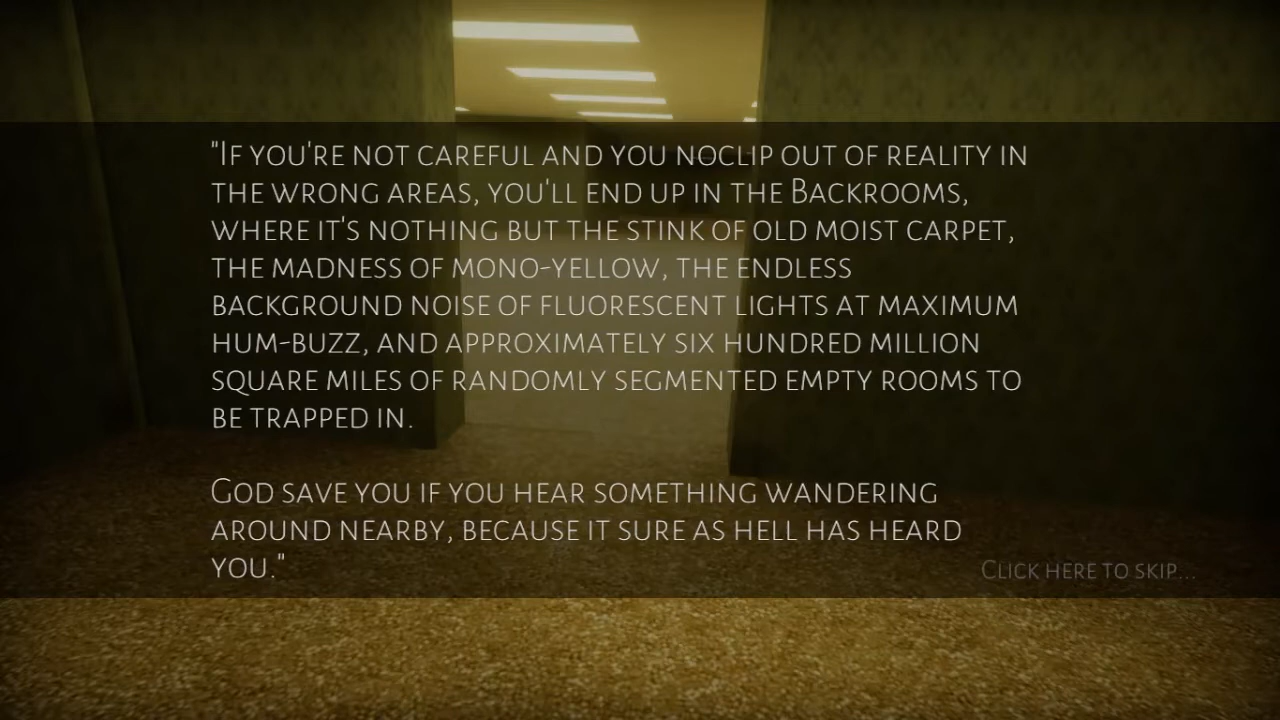 "If you're not careful and you noclip out of reality in
the wrong areas, you'll end up in the Backrooms,
where it's nothing but the stink of old moist carpet,
the madness of mono-yellow, the endless
background noise of fluorescent lights at maximum
hum-buzz, and approximately six hundred million
square miles of randomly segmented empty rooms to
be trapped in.
God save you if you hear something wandering
around nearby, because it sure as hell has heard
you."
Click here to skip...